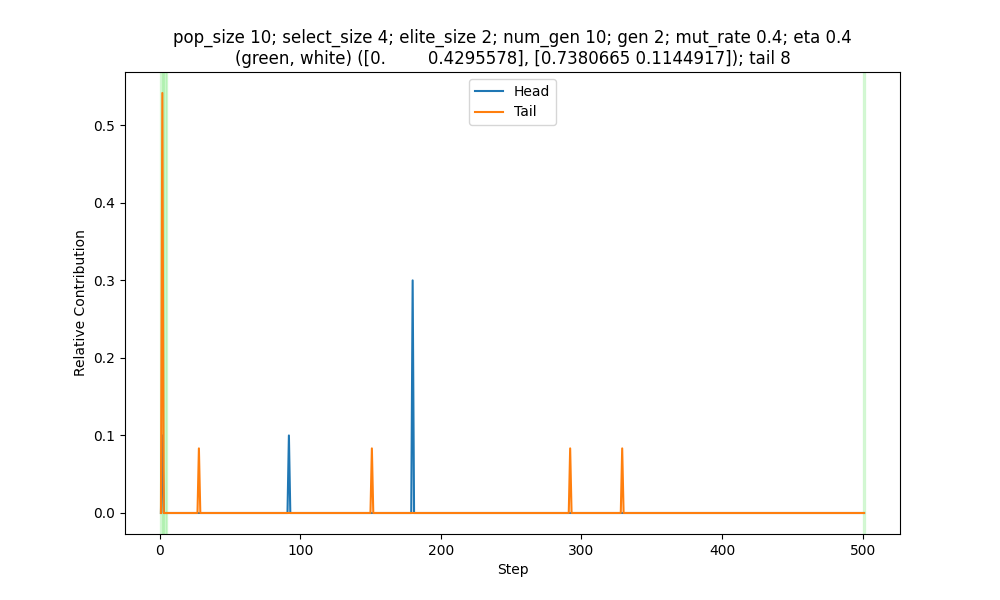 pop_size 10; select_size 4; elite_size 2; num_gen 10; gen 2; mut_rate 0.4; eta 0.4
(green, white) ([0.         0.4295578], [0.7380665 0.1144917]); tail 8
Head
Tail
0.5
0.4
0.3
0.2
0.1
0.0
Relative Contribution
0 100 200 300 400 500
Step